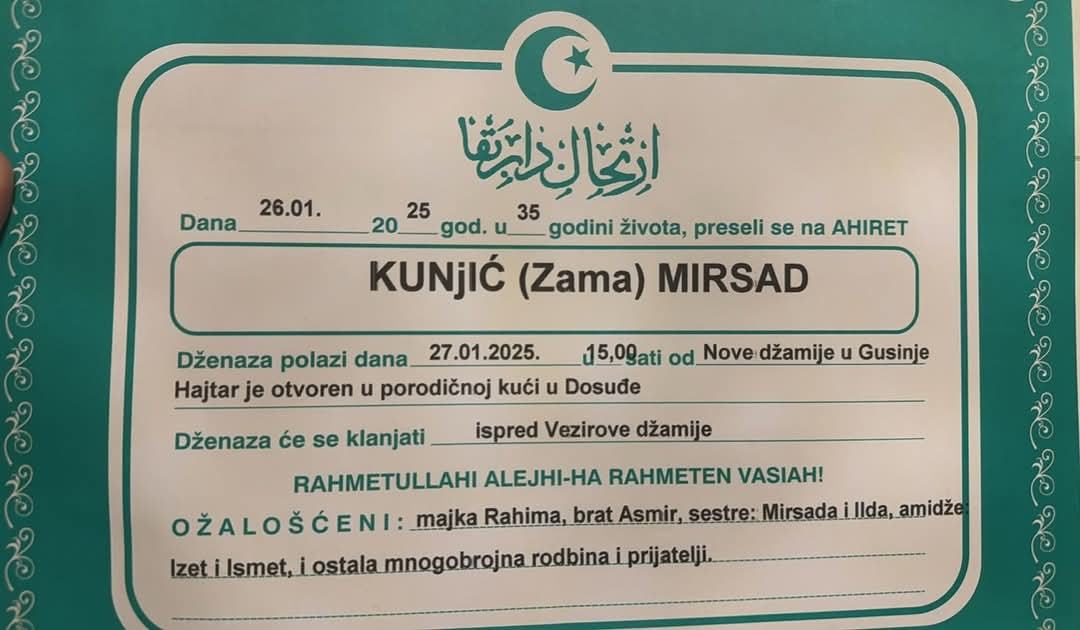 ارتحال دار بقا
Dana 26.01. 2025 god. u 35 godini života, preseli se na AHIRET
KUNjIĆ (Zama) MIRSAD
Dženaza polazi dana 27.01.2025. u 15,00 sati od Nove džamije u Gusinje
Hajtar je otvoren u porodičnoj kući u Dosuđe
Dženaza će se klanjati ispred Vezirove džamije
RAHMETULLAHI ALEJHI-HA RAHMETEN VASIAH!
OŽALOŠĆENI: majka Rahima, brat Asmir, sestre: Mirsada i Ilda, amidže:
Izet i Ismet, i ostala mnogobrojna rodbina i prijatelji.